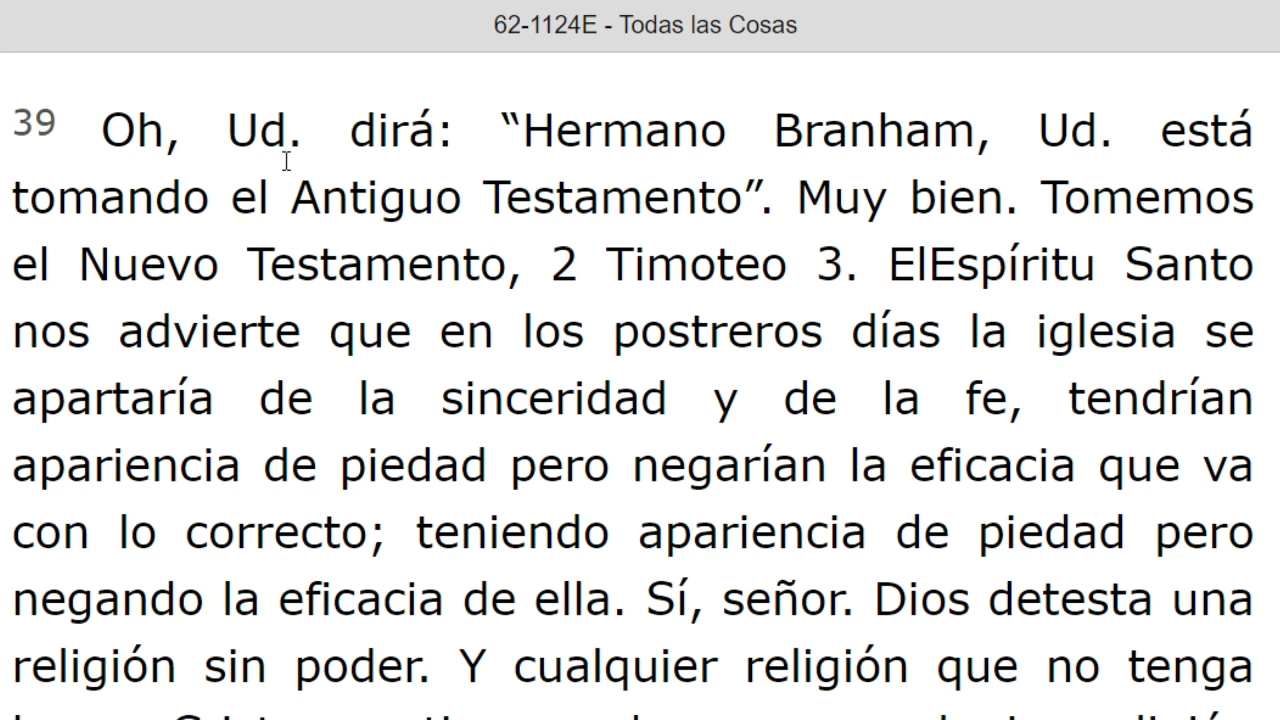 62-1124E - Todas las Cosas
39 Oh, Ud. dirá: “Hermano Branham, Ud. está
tomando el Antiguo Testamento”. Muy bien. Tomemos
el Nuevo Testamento, 2 Timoteo 3. ElEspíritu Santo
nos advierte que en los postreros días la iglesia se
apartaría de la sinceridad y de la fe, tendrían
apariencia de piedad pero negarían la eficacia que va
con lo correcto; teniendo apariencia de piedad pero
negando la eficacia de ella. Sí, señor. Dios detesta una
religión sin poder. Y cualquier religión que no tenga